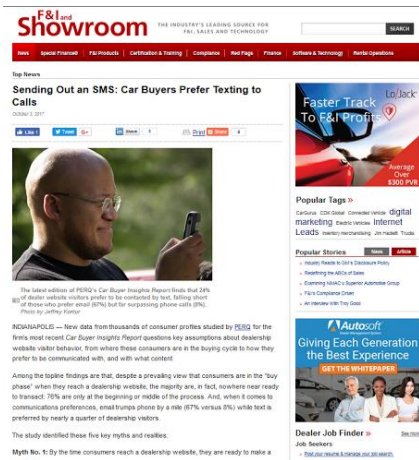 F&I and
Showroom
THE INDUSTRY'S LEADING SOURCE FOR
F&I, SALES AND TECHNOLOGY
SEARCH
News
Special Finance
F&I Products
Certification & Training
Compliance
Red Flags
Finance
Software & Technology
Rental Operations
Top News
Sending Out an SMS: Car Buyers Prefer Texting to
Calls
October 2, 2017
Like
Tweet
Share
Print
Share
The latest edition of PERQ's Car Buyer Insights Report finds that 24%
of dealer website visitors prefer to be contacted by text, falling short
of those who prefer email (67%) but far surpassing phone calls (8%).
INDIANAPOLIS — New data from thousands of consumer profiles studied by PERQ for the
firm's most recent Car Buyer Insights Report questions key assumptions about dealership
website visitor behavior, from where these consumers are in the buying cycle to how they
prefer to be communicated with, and with what content.
Among the topline findings are that, despite a prevailing view that consumers are in the "buy
phase" when they reach a dealership website, the majority are, in fact, nowhere near ready
to transact: 76% are only at the beginning or middle of the process. And, when it comes to
communications preferences, email trumps phone by a mile (67% versus 8%) while text is
preferred by nearly a quarter of dealership visitors.
The study identified these five key myths and realities:
Myth No. 1: By the time consumers reach a dealership website, they are ready to make a
LoJack
Faster Track
To F&I Profits
Average
Over
$300 PVR
Popular Tags »
CarGurus CDK Global Connected Vehicle digital
marketing Electric Vehicles Internet
Leads Inventory Merchandising Jim Hackett Trucks
Popular Stories
News
Article
Industry Reacts to GM's Disclosure Policy
Redefining the ABCs of Sales
Examining NMAC v Superior Automotive Group
F&I's Compliance Driver
An Interview With Troy Good
Autosoft
Giving Each Generation
the Best Experience
GET THE WHITEPAPER
Dealer Job Finder »
See more
Job Seekers
Post your resume & manage your job search.